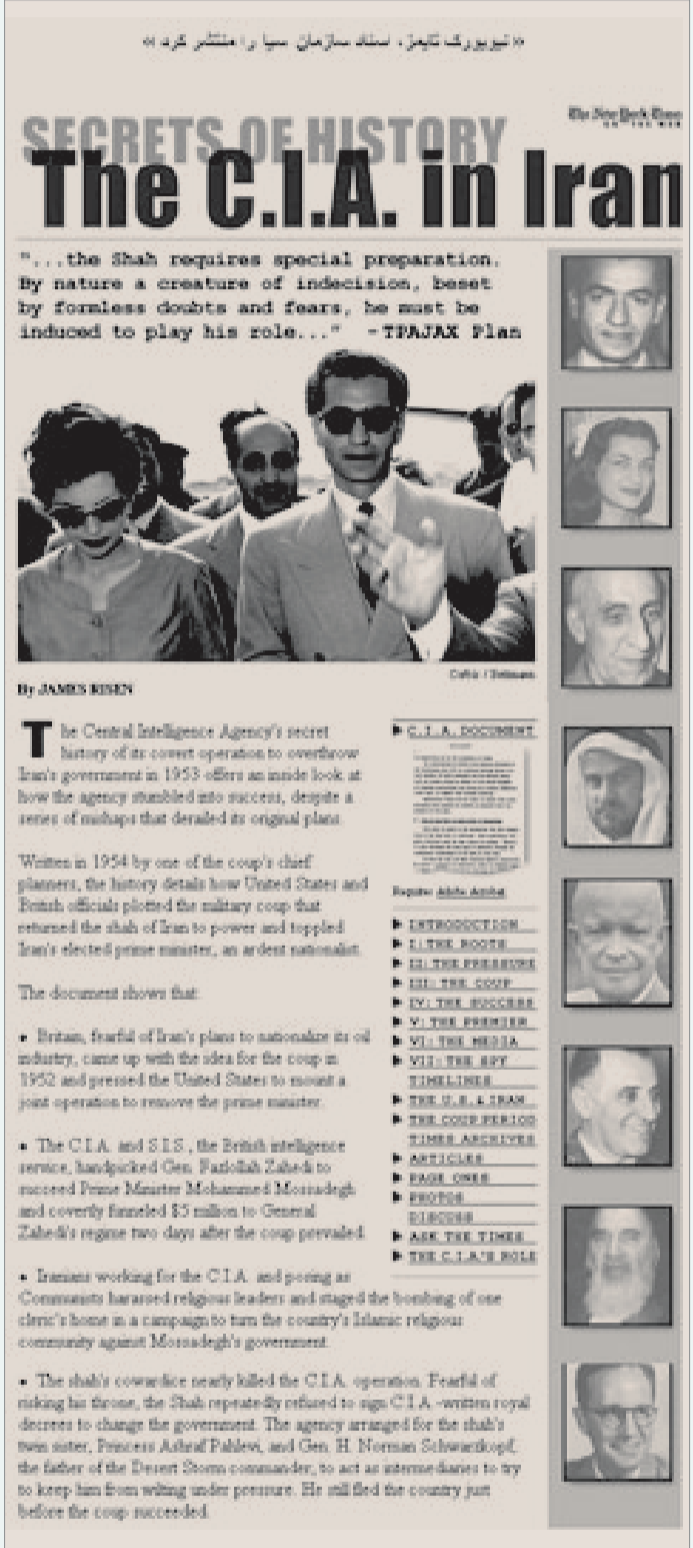 « نیویورک تایمز، اسناد سازمان سیا را منتشر کرد »
The New York Times
ON THE WEB
SECRETS OF HISTORY
The C.I.A. in Iran
"...the Shah requires special preparation.
By nature a creature of indecision, beset
by formless doubts and fears, he must be
induced to play his role..." -TPAJAX Plan
Corbis / Bettmann
By JAMES RISEN
The Central Intelligence Agency's secret
history of its covert operation to overthrow
Iran's government in 1953 offers an inside look at
how the agency stumbled into success, despite a
series of mishaps that derailed its original plans.
Written in 1954 by one of the coup's chief
planners, the history details how United States and
British officials plotted the military coup that
returned the shah of Iran to power and toppled
Iran's elected prime minister, an ardent nationalist.
The document shows that:
• Britain, fearful of Iran's plans to nationalize its oil
industry, came up with the idea for the coup in
1952 and pressed the United States to mount a
joint operation to remove the prime minister.
• The C.I.A. and S.I.S., the British intelligence
service, handpicked Gen. Fazlollah Zahedi to
succeed Prime Minister Mohammed Mossadegh
and covertly funneled $5 million to General
Zahedi's regime two days after the coup prevailed.
• Iranians working for the C.I.A. and posing as
Communists harassed religious leaders and staged the bombing of one
cleric's home in a campaign to turn the country's Islamic religious
community against Mossadegh's government.
• The shah's cowardice nearly killed the C.I.A. operation. Fearful of
risking his throne, the Shah repeatedly refused to sign C.I.A.-written royal
decrees to change the government. The agency arranged for the shah's
twin sister, Princess Ashraf Pahlevi, and Gen. H. Norman Schwarzkopf,
the father of the Desert Storm commander, to act as intermediaries to try
to keep him from wilting under pressure. He still fled the country just
before the coup succeeded.
C.I.A. DOCUMENT
Requires Adobe Acrobat
INTRODUCTION
I: THE ROOTS
II: THE PRESSURE
III: THE COUP
IV: THE SUCCESS
V: THE PREMIER
VI: THE MEDIA
VII: THE SPY
TIMELINES
THE U.S. & IRAN
THE COUP PERIOD
TIMES ARCHIVES
ARTICLES
PAGE ONES
PHOTOS
DISCUSS
ASK THE TIMES
THE C.I.A.'S ROLE